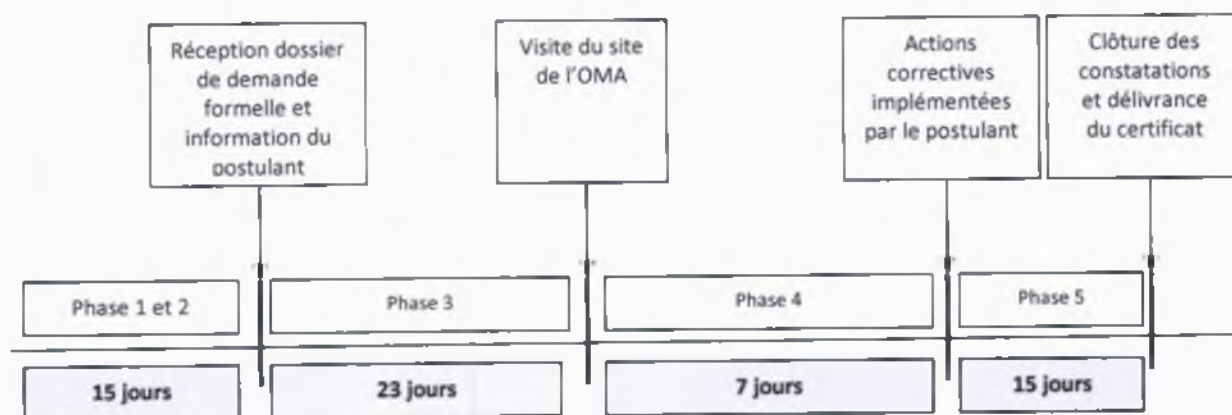 Réception dossier
de demande
formelle et
information du
postulant
Visite du site
de l'OMA
Actions
correctives
implémentées
par le postulant
Clôture des
constatations
et délivrance
du certificat
Phase 1 et 2
Phase 3
Phase 4
Phase 5
15 jours
23 jours
7 jours
15 jours